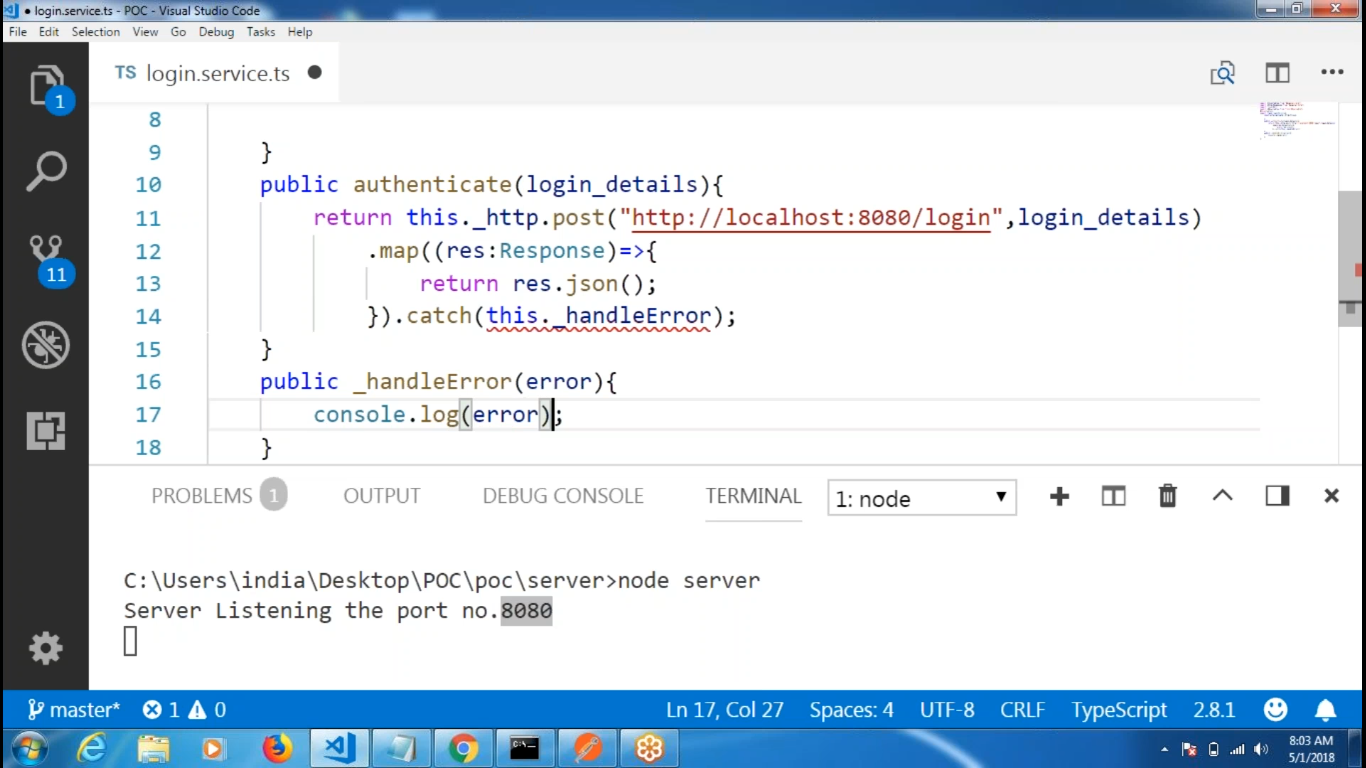 login.service.ts - POC - Visual Studio Code
File Edit Selection View Go Debug Tasks Help
TS login.service.ts
1
8
9 }
10 public authenticate(login_details){
11 return this._http.post("http://localhost:8080/login",login_details)
12 .map((res:Response)=>{
13 return res.json();
14 }).catch(this._handleError);
15 }
16 public _handleError(error){
17 console.log(error);
18 }
11
PROBLEMS 1 OUTPUT DEBUG CONSOLE TERMINAL 1: node
C:\Users\india\Desktop\POC\poc\server>node server
Server Listening the port no.8080
master* 1 0 Ln 17, Col 27 Spaces: 4 UTF-8 CRLF TypeScript 2.8.1
8:03 AM
5/1/2018